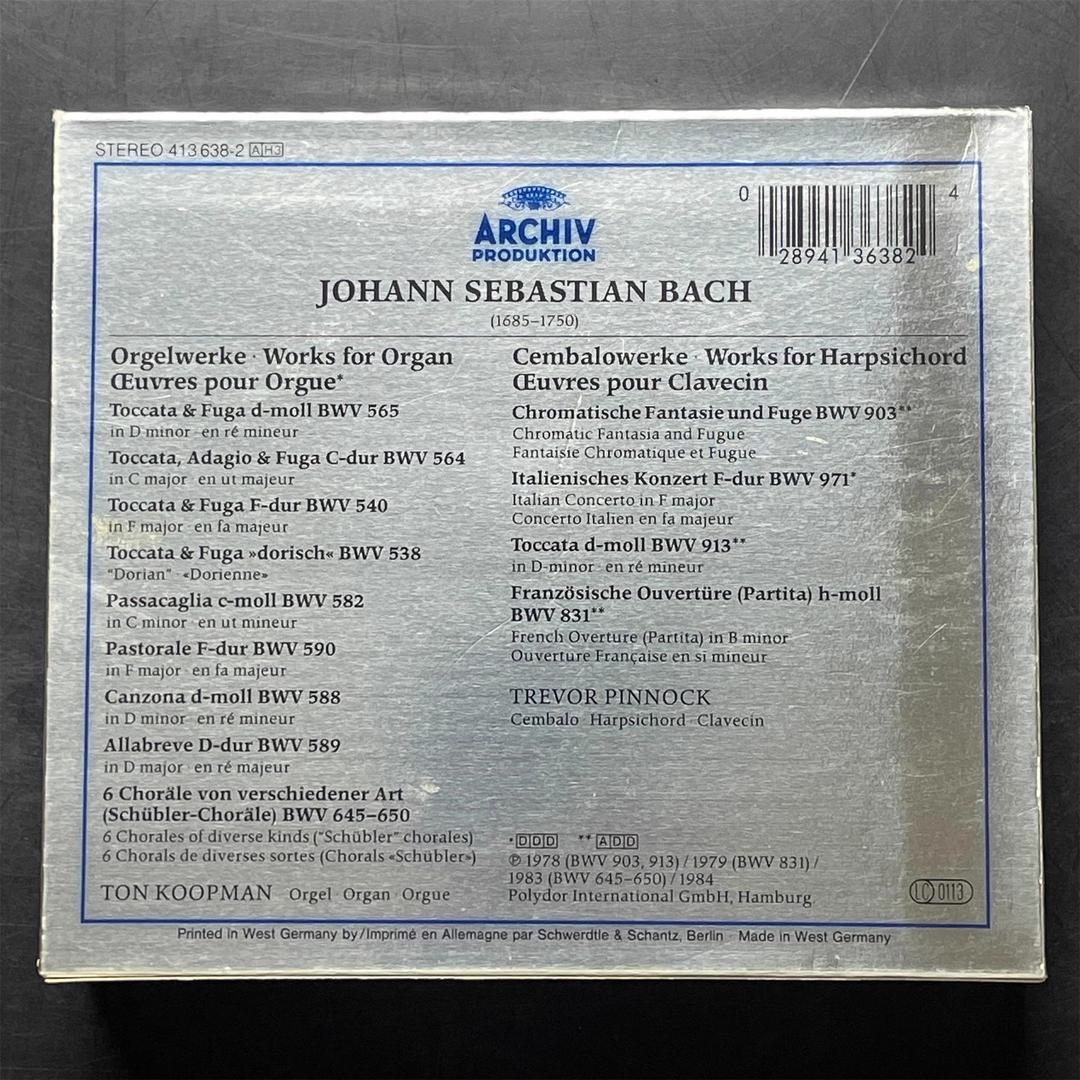 STEREO 413 638-2 AH3
ARCHIV
PRODUKTION
0 28941 36382 4
JOHANN SEBASTIAN BACH
(1685–1750)
Orgelwerke · Works for Organ
Œuvres pour Orgue*
Toccata & Fuga d-moll BWV 565
in D minor · en ré mineur
Toccata, Adagio & Fuga C-dur BWV 564
in C major · en ut majeur
Toccata & Fuga F-dur BWV 540
in F major · en fa majeur
Toccata & Fuga »dorisch« BWV 538
"Dorian" · «Dorienne»
Passacaglia c-moll BWV 582
in C minor · en ut mineur
Pastorale F-dur BWV 590
in F major · en fa majeur
Canzona d-moll BWV 588
in D minor · en ré mineur
Allabreve D-dur BWV 589
in D major · en ré majeur
6 Choräle von verschiedener Art
(Schübler-Choräle) BWV 645–650
6 Chorales of diverse kinds ("Schübler" chorales)
6 Chorals de diverses sortes (Chorals «Schübler»)
TON KOOPMAN Orgel · Organ · Orgue
Cembalowerke · Works for Harpsichord
Œuvres pour Clavecin
Chromatische Fantasie und Fuge BWV 903**
Chromatic Fantasia and Fugue
Fantaisie Chromatique et Fugue
Italienisches Konzert F-dur BWV 971*
Italian Concerto in F major
Concerto Italien en fa majeur
Toccata d-moll BWV 913**
in D-minor · en ré mineur
Französische Ouvertüre (Partita) h-moll
BWV 831**
French Overture (Partita) in B minor
Ouverture Française en si mineur
TREVOR PINNOCK
Cembalo · Harpsichord · Clavecin
* DDD ** ADD
℗ 1978 (BWV 903, 913) / 1979 (BWV 831) /
1983 (BWV 645–650) / 1984
Polydor International GmbH, Hamburg
LC 0113
Printed in West Germany by/Imprimé en Allemagne par Schwerdtle & Schantz, Berlin · Made in West Germany